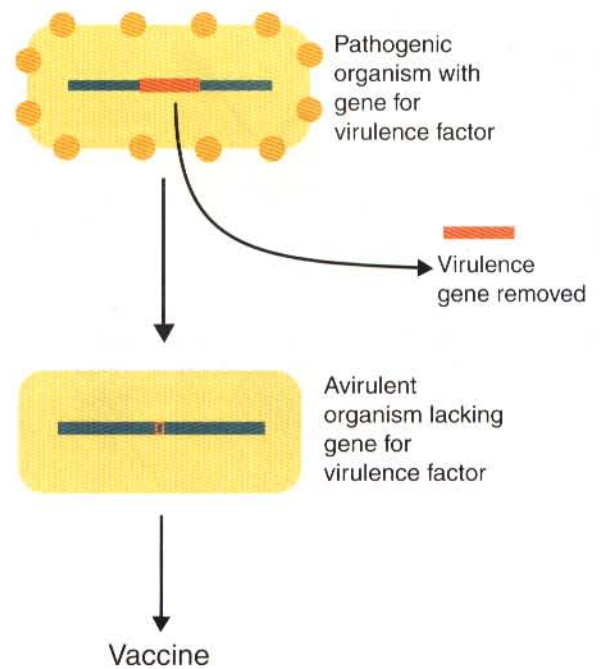 Pathogenic
organism with
gene for
virulence factor
Virulence
gene removed
Avirulent
organism lacking
gene for
virulence factor
Vaccine